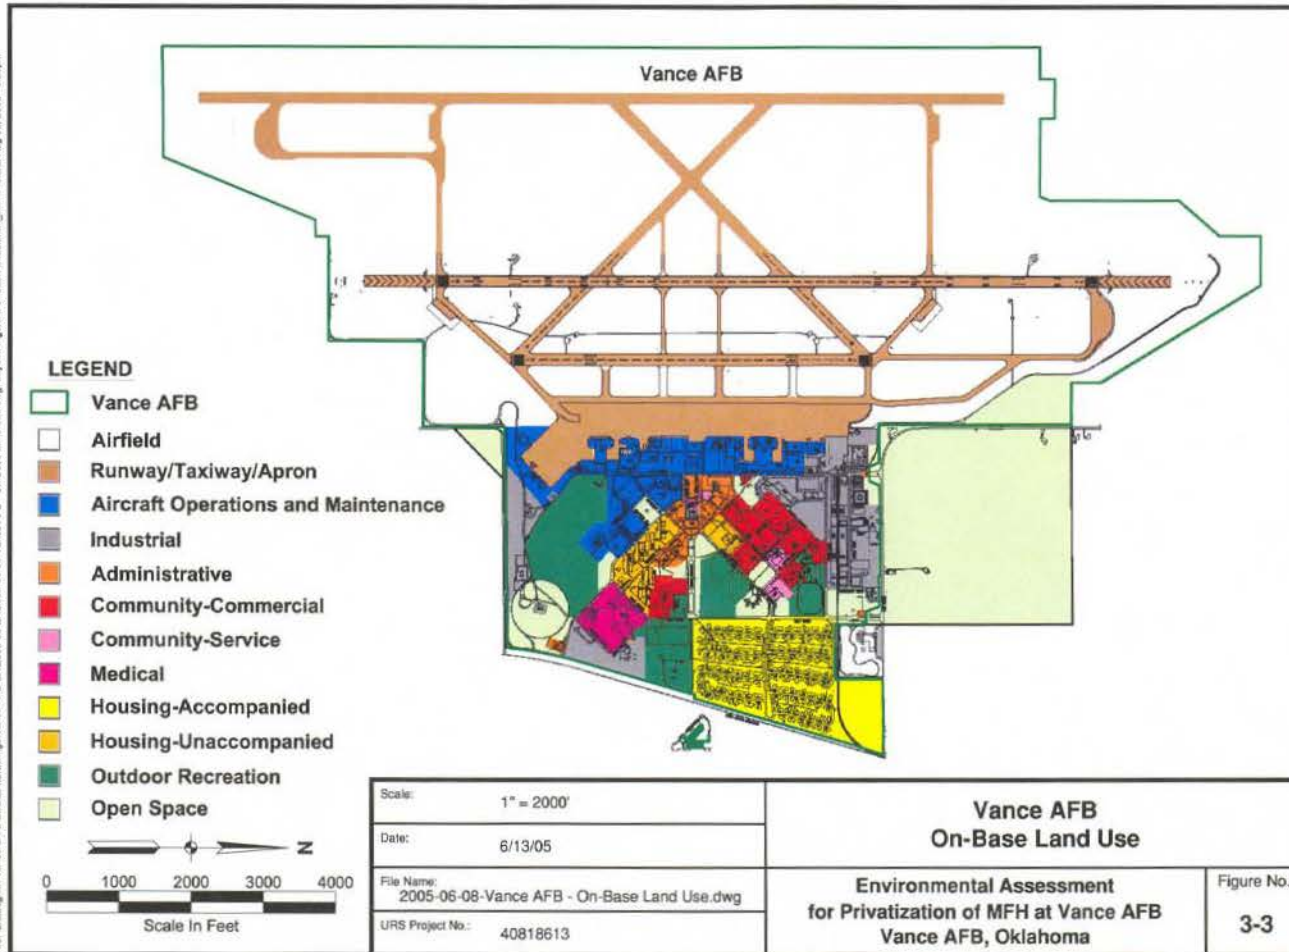 Vance AFB
LEGEND
Vance AFB
Airfield
Runway/Taxiway/Apron
Aircraft Operations and Maintenance
Industrial
Administrative
Community-Commercial
Community-Service
Medical
Housing-Accompanied
Housing-Unaccompanied
Outdoor Recreation
Open Space
N
0 1000 2000 3000 4000
Scale In Feet
Scale: 1" = 2000'
Date: 6/13/05
File Name:
2005-06-08-Vance AFB - On-Base Land Use.dwg
URS Project No.: 40818613
Vance AFB
On-Base Land Use
Environmental Assessment
for Privatization of MFH at Vance AFB
Vance AFB, Oklahoma
Figure No.
3-3